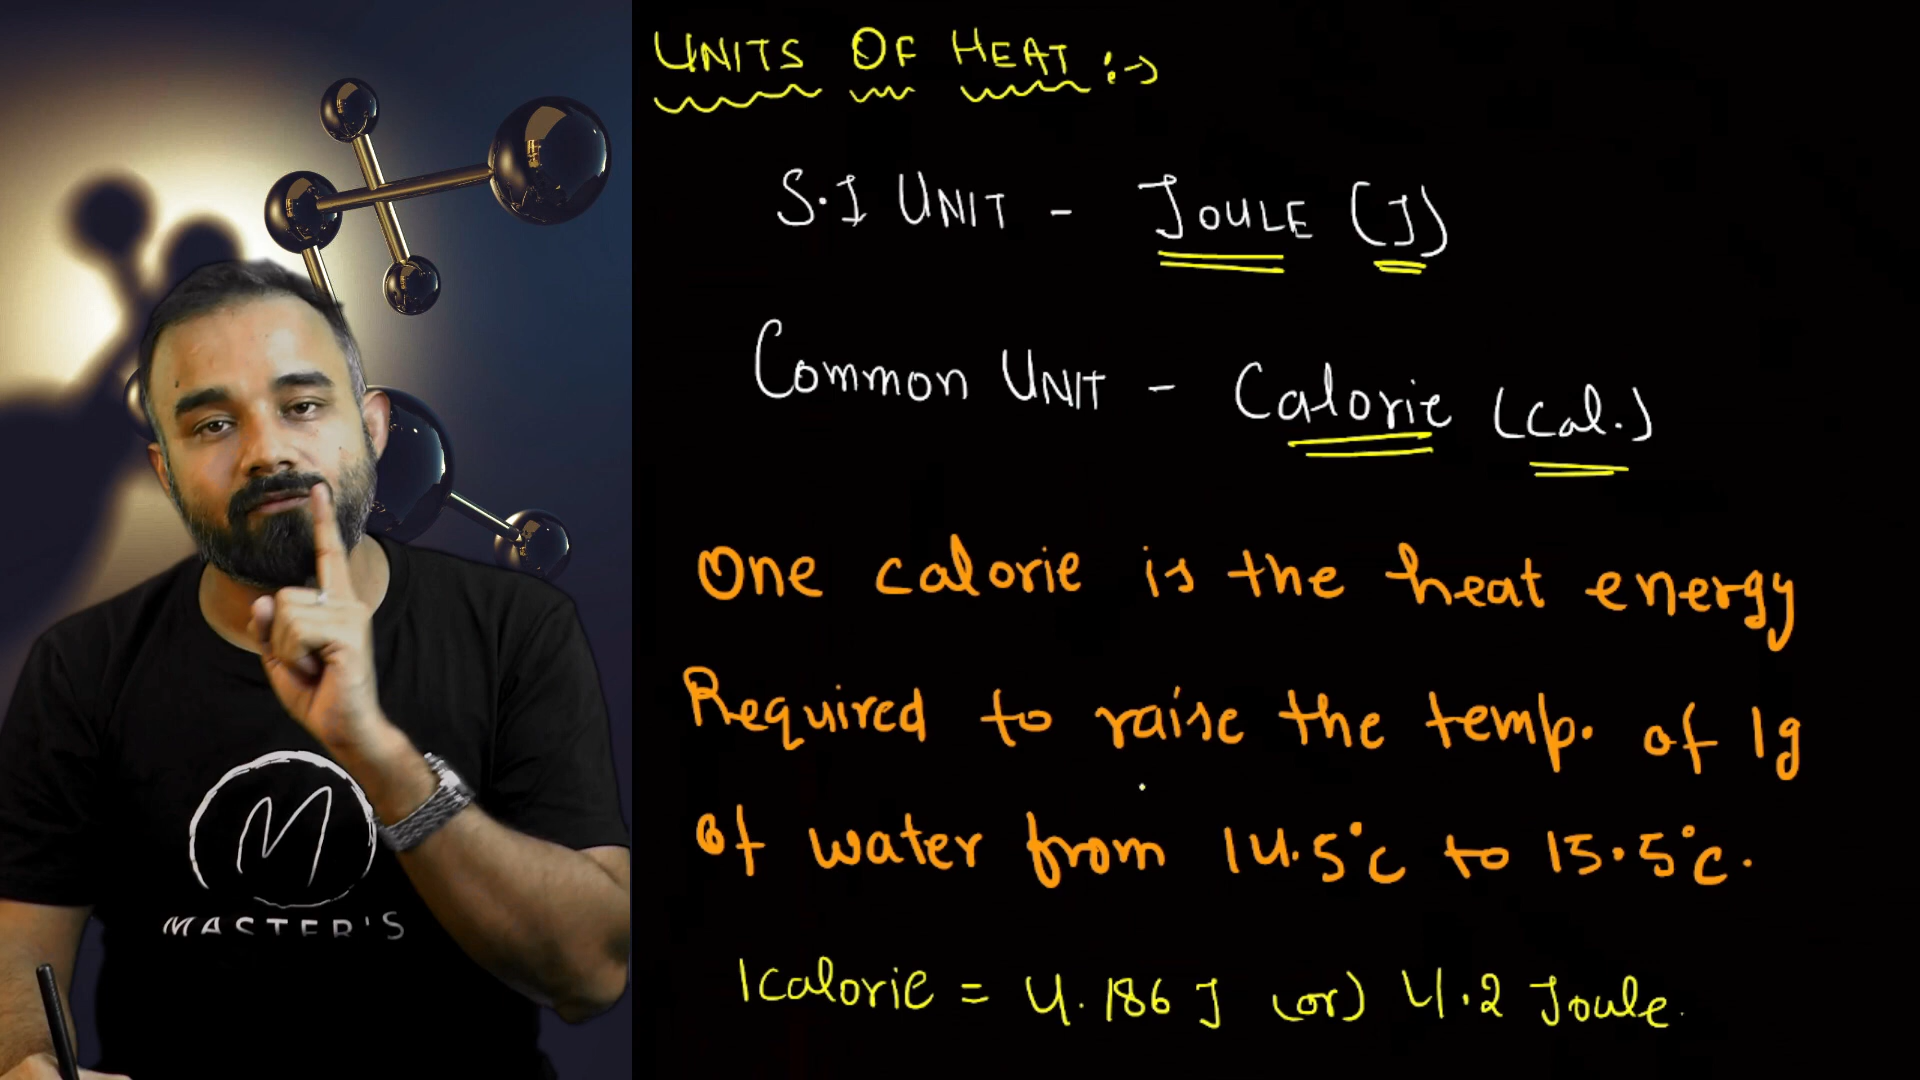 UNITS OF HEAT :→
S.I UNIT - JOULE (J)
Common UNIT - Calorie (Cal.)
One calorie is the heat energy
Required to raise the temp. of 1g
of water from 14.5°c to 15.5°c.
1calorie = 4.186 J (or) 4.2 Joule.
M
MASTER'S